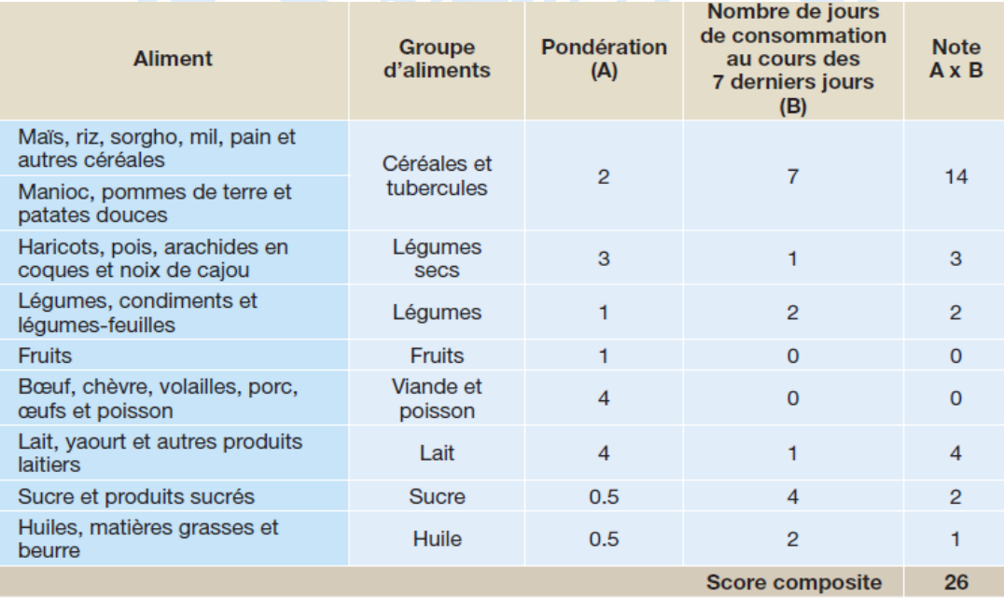 Aliment
Groupe
d'aliments
Pondération
(A)
Nombre de jours
de consommation
au cours des
7 derniers jours
(B)
Note
A x B
Maïs, riz, sorgho, mil, pain et
autres céréales
Manioc, pommes de terre et
patates douces
Céréales et
tubercules
2
7
14
Haricots, pois, arachides en
coques et noix de cajou
Légumes
secs
3
1
3
Légumes, condiments et
légumes-feuilles
Légumes
1
2
2
Fruits
Fruits
1
0
0
Bœuf, chèvre, volailles, porc,
œufs et poisson
Viande et
poisson
4
0
0
Lait, yaourt et autres produits
laitiers
Lait
4
1
4
Sucre et produits sucrés
Sucre
0.5
4
2
Huiles, matières grasses et
beurre
Huile
0.5
2
1
Score composite
26